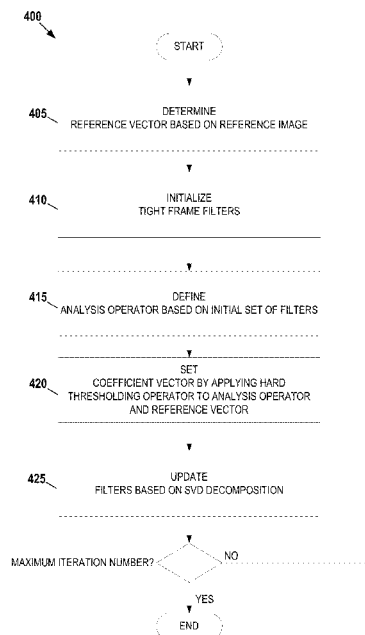 400
START
405
DETERMINE
REFERENCE VECTOR BASED ON REFERENCE IMAGE
410
INITIALIZE
TIGHT FRAME FILTERS
415
DEFINE
ANALYSIS OPERATOR BASED ON INITIAL SET OF FILTERS
420
SET
COEFFICIENT VECTOR BY APPLYING HARD
THRESHOLDING OPERATOR TO ANALYSIS OPERATOR
AND REFERENCE VECTOR
425
UPDATE
FILTERS BASED ON SVD DECOMPOSITION
MAXIMUM ITERATION NUMBER?
NO
YES
END